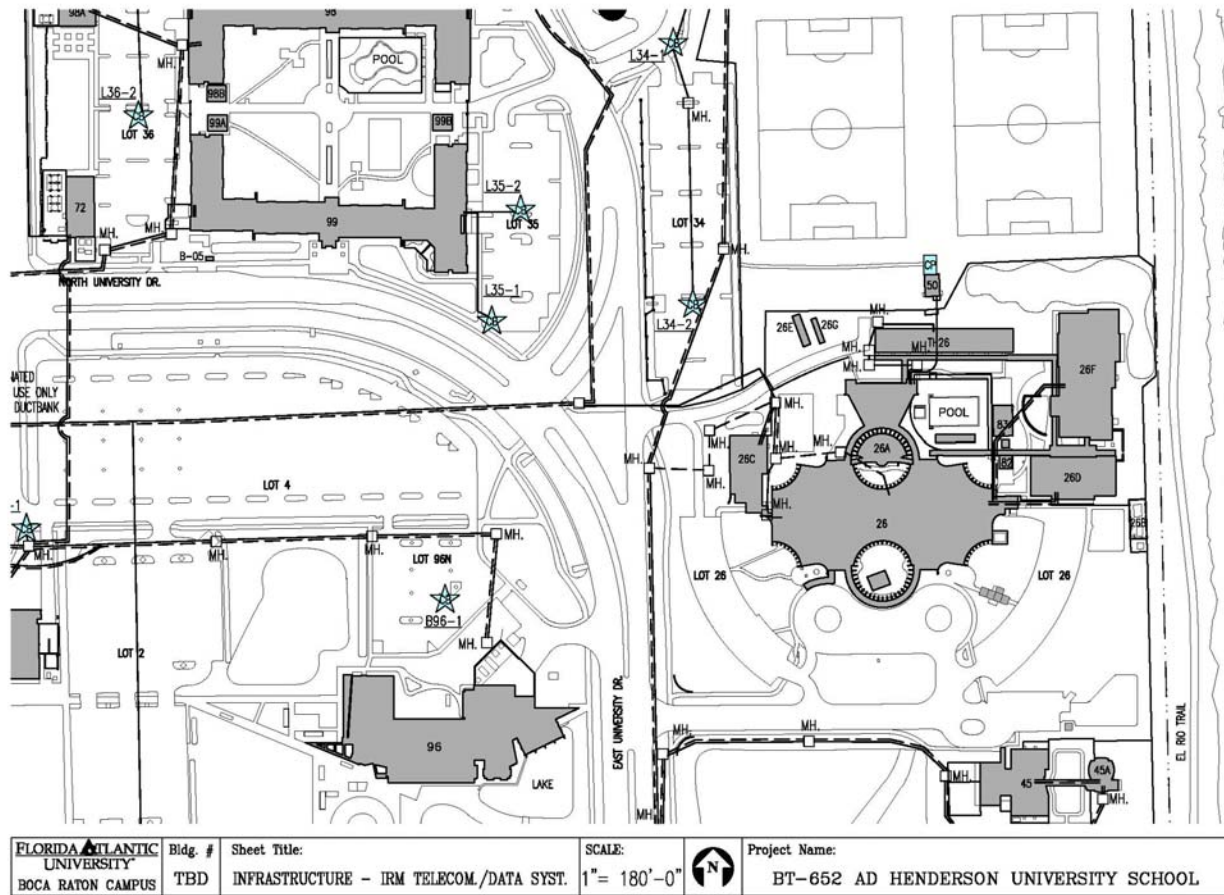 98A
98
L34-1
POOL
MH.
L36-2
98B
MH.
LOT 36
99A
99B
L35-2
72
99
LOT 35
LOT 34
MH.
MH.
MH.
B-05
CP
50
NORTH UNIVERSITY DR.
L35-1
L34-2
26E
26G
MH.
MH.
TH26
MH.
MH.
26F
USE ONLY
DUCTBANK
MH.
POOL
83
MH.
26C
MH.
MH.
26A
MH.
82
26D
LOT 4
MH.
26
26B
-1
MH.
MH.
MH.
MH.
LOT 96N
LOT 26
LOT 26
B96-1
MH.
LOT 2
EAST UNIVERSITY DR.
EL RIO TRAIL
96
MH.
MH.
LAKE
MH.
45
45A
MH.
MH.
FLORIDA ATLANTIC
UNIVERSITY
BOCA RATON CAMPUS
Bldg. #
TBD
Sheet Title:
INFRASTRUCTURE - IRM TELECOM./DATA SYST.
SCALE:
1"= 180'-0"
N
Project Name:
BT-652 AD HENDERSON UNIVERSITY SCHOOL